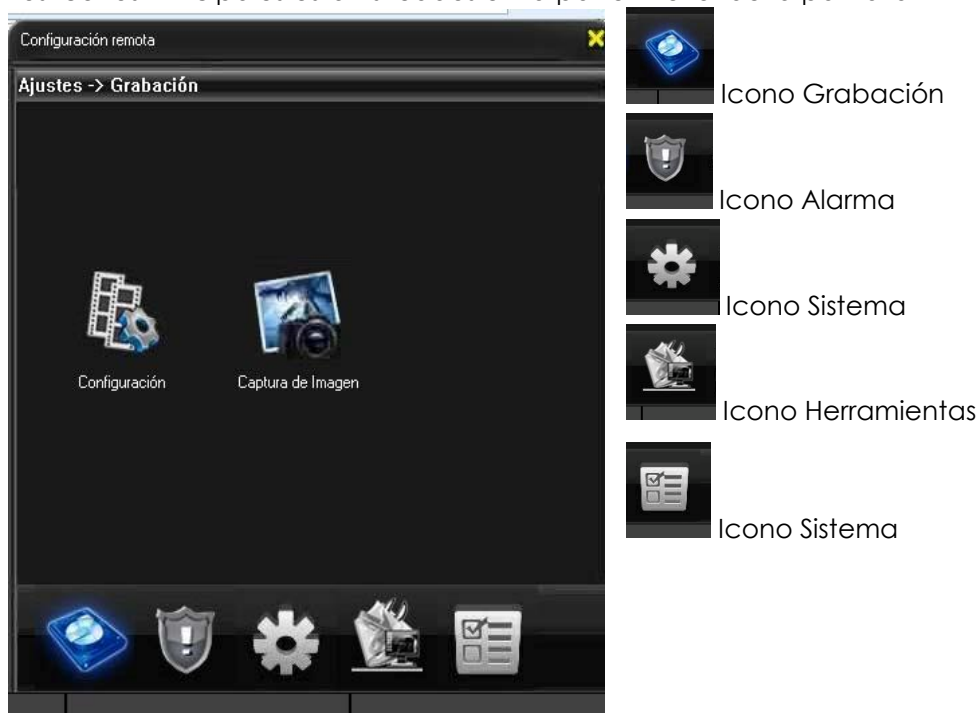 Configuración remota
Ajustes -> Grabación
Configuración
Captura de Imagen
Icono Grabación
Icono Alarma
Icono Sistema
Icono Herramientas
Icono Sistema